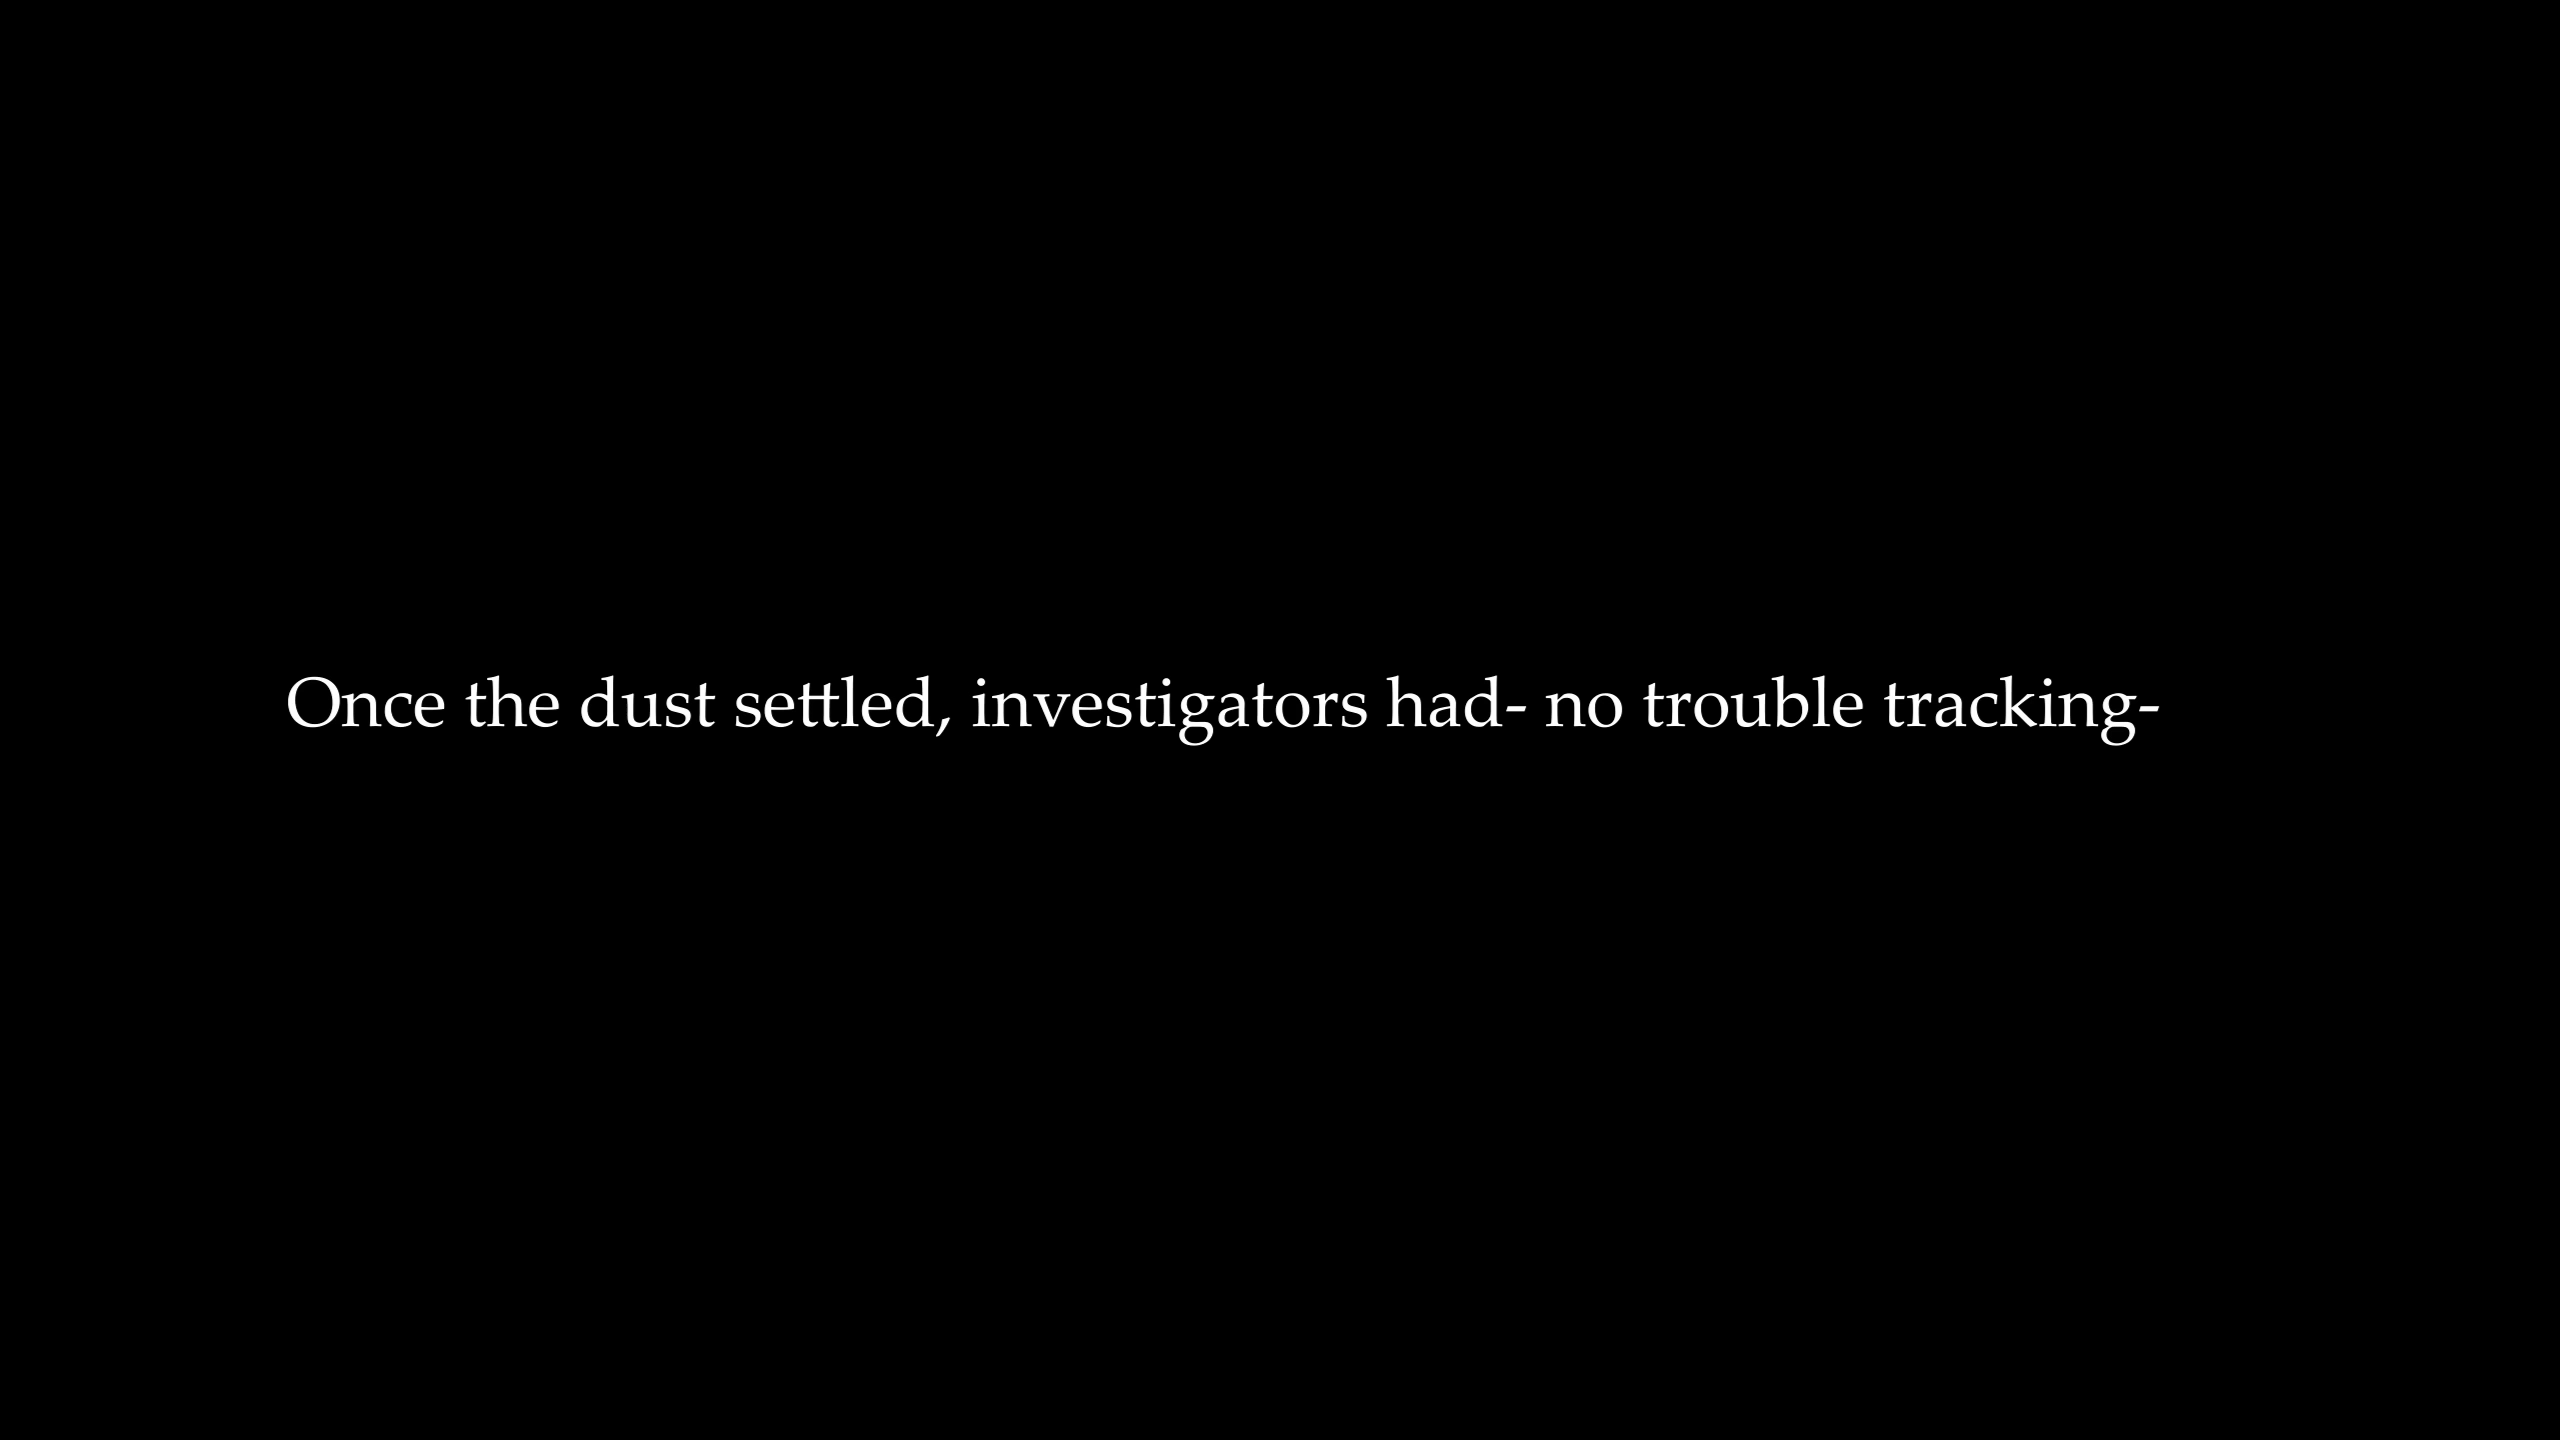 Once the dust settled, investigators had- no trouble tracking-